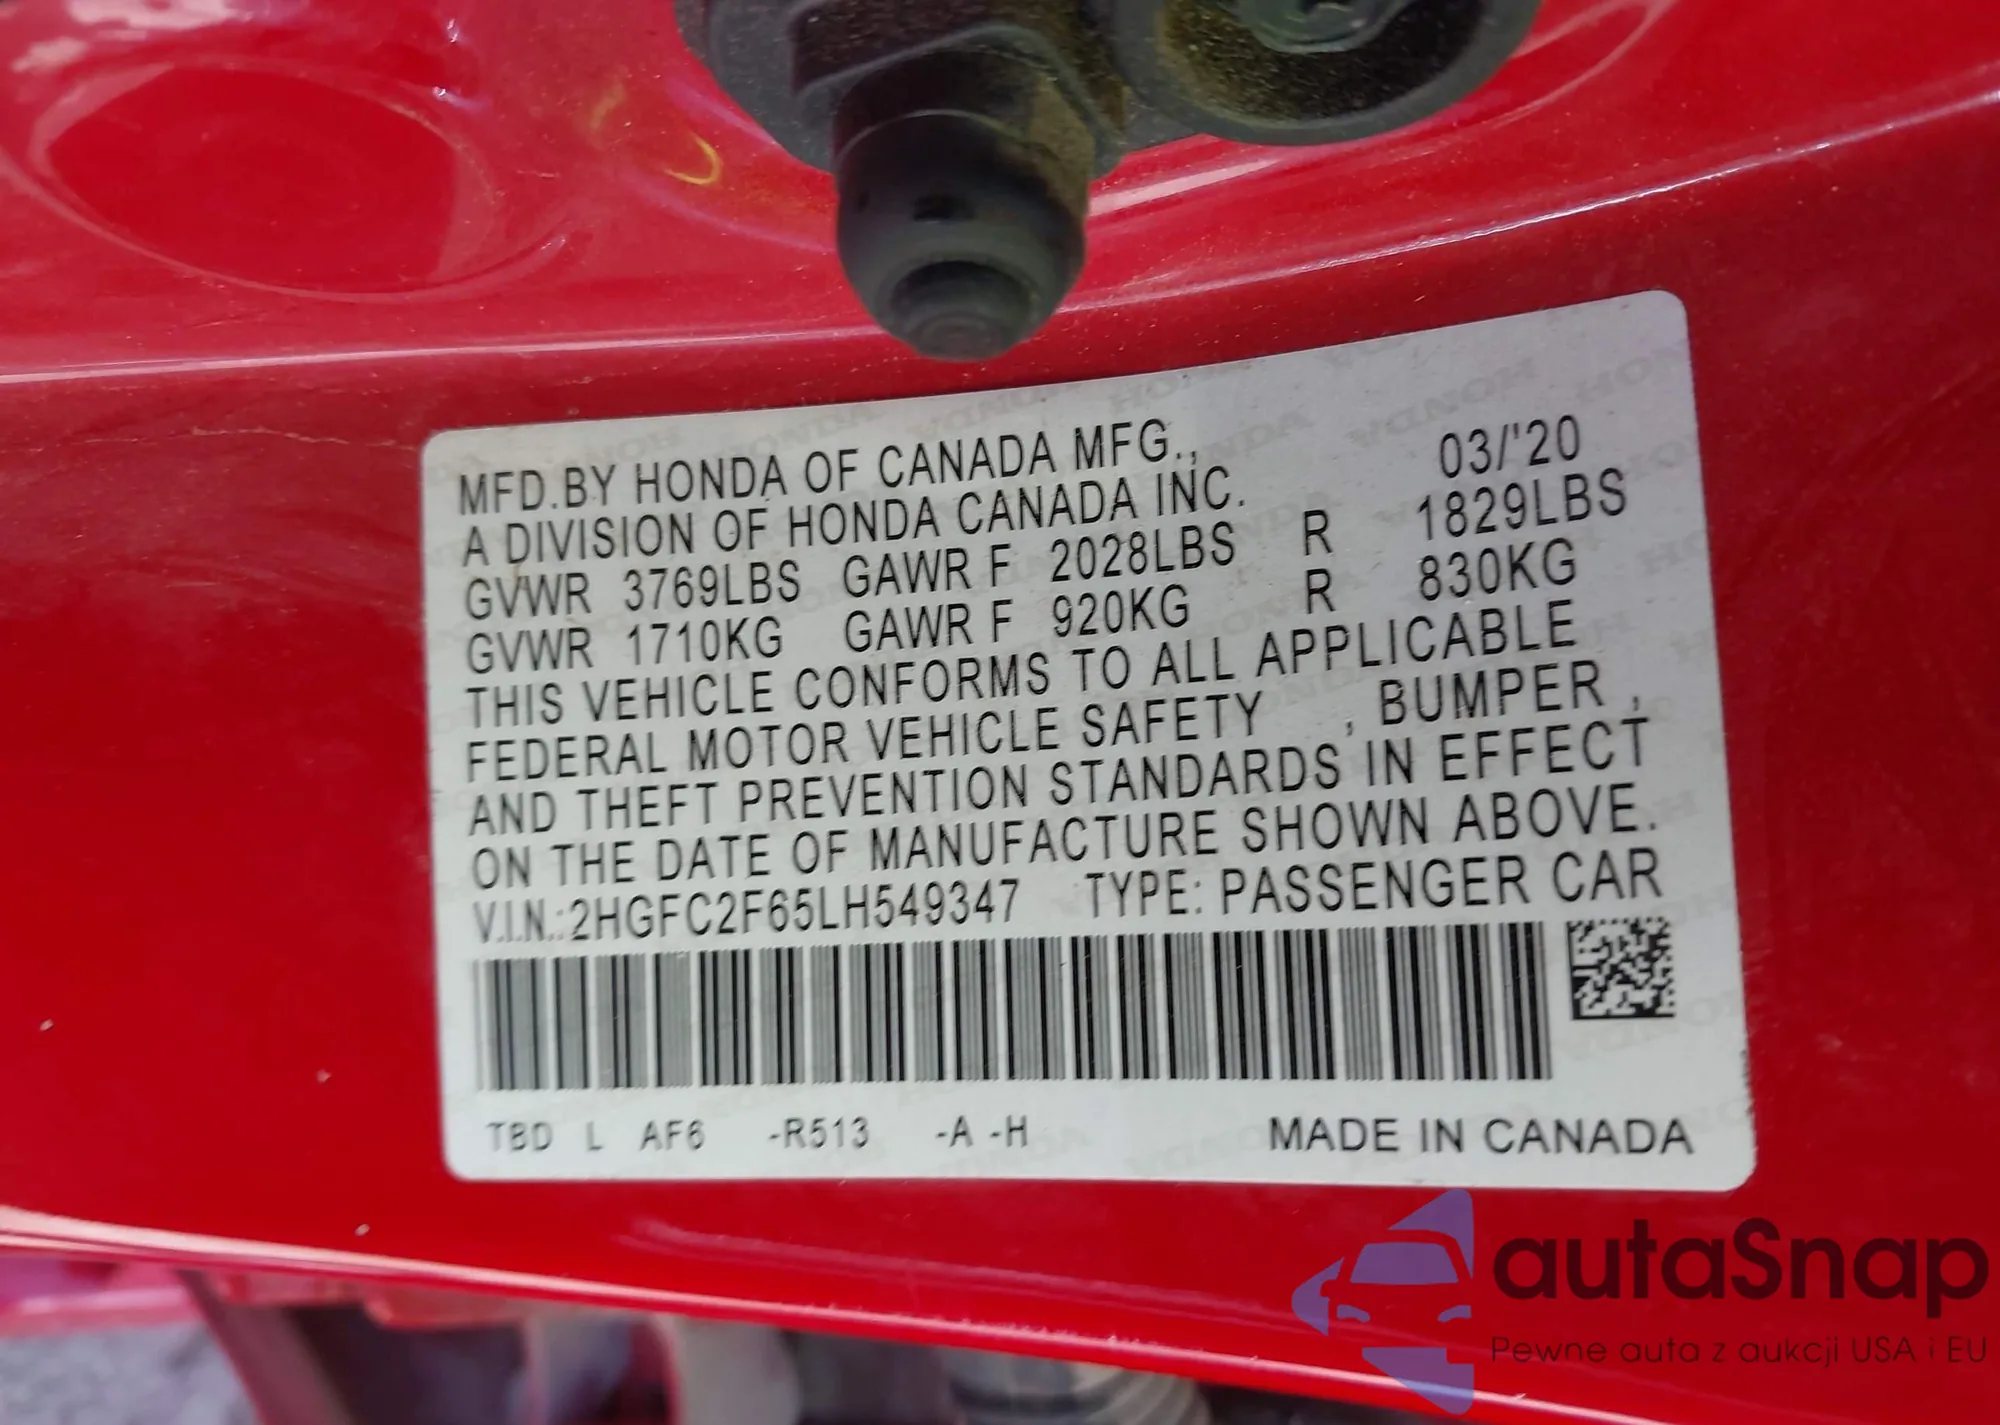 MFD.BY HONDA OF CANADA MFG., 03/'20
A DIVISION OF HONDA CANADA INC.
GVWR 3769LBS GAWR F 2028LBS R 1829LBS
GVWR 1710KG GAWR F 920KG R 830KG
THIS VEHICLE CONFORMS TO ALL APPLICABLE
FEDERAL MOTOR VEHICLE SAFETY , BUMPER ,
AND THEFT PREVENTION STANDARDS IN EFFECT
ON THE DATE OF MANUFACTURE SHOWN ABOVE.
V.I.N.:2HGFC2F65LH549347 TYPE: PASSENGER CAR
TBD L AF6 -R513 -A -H MADE IN CANADA
autaSnap
Pewne auta z aukcji USA i EU